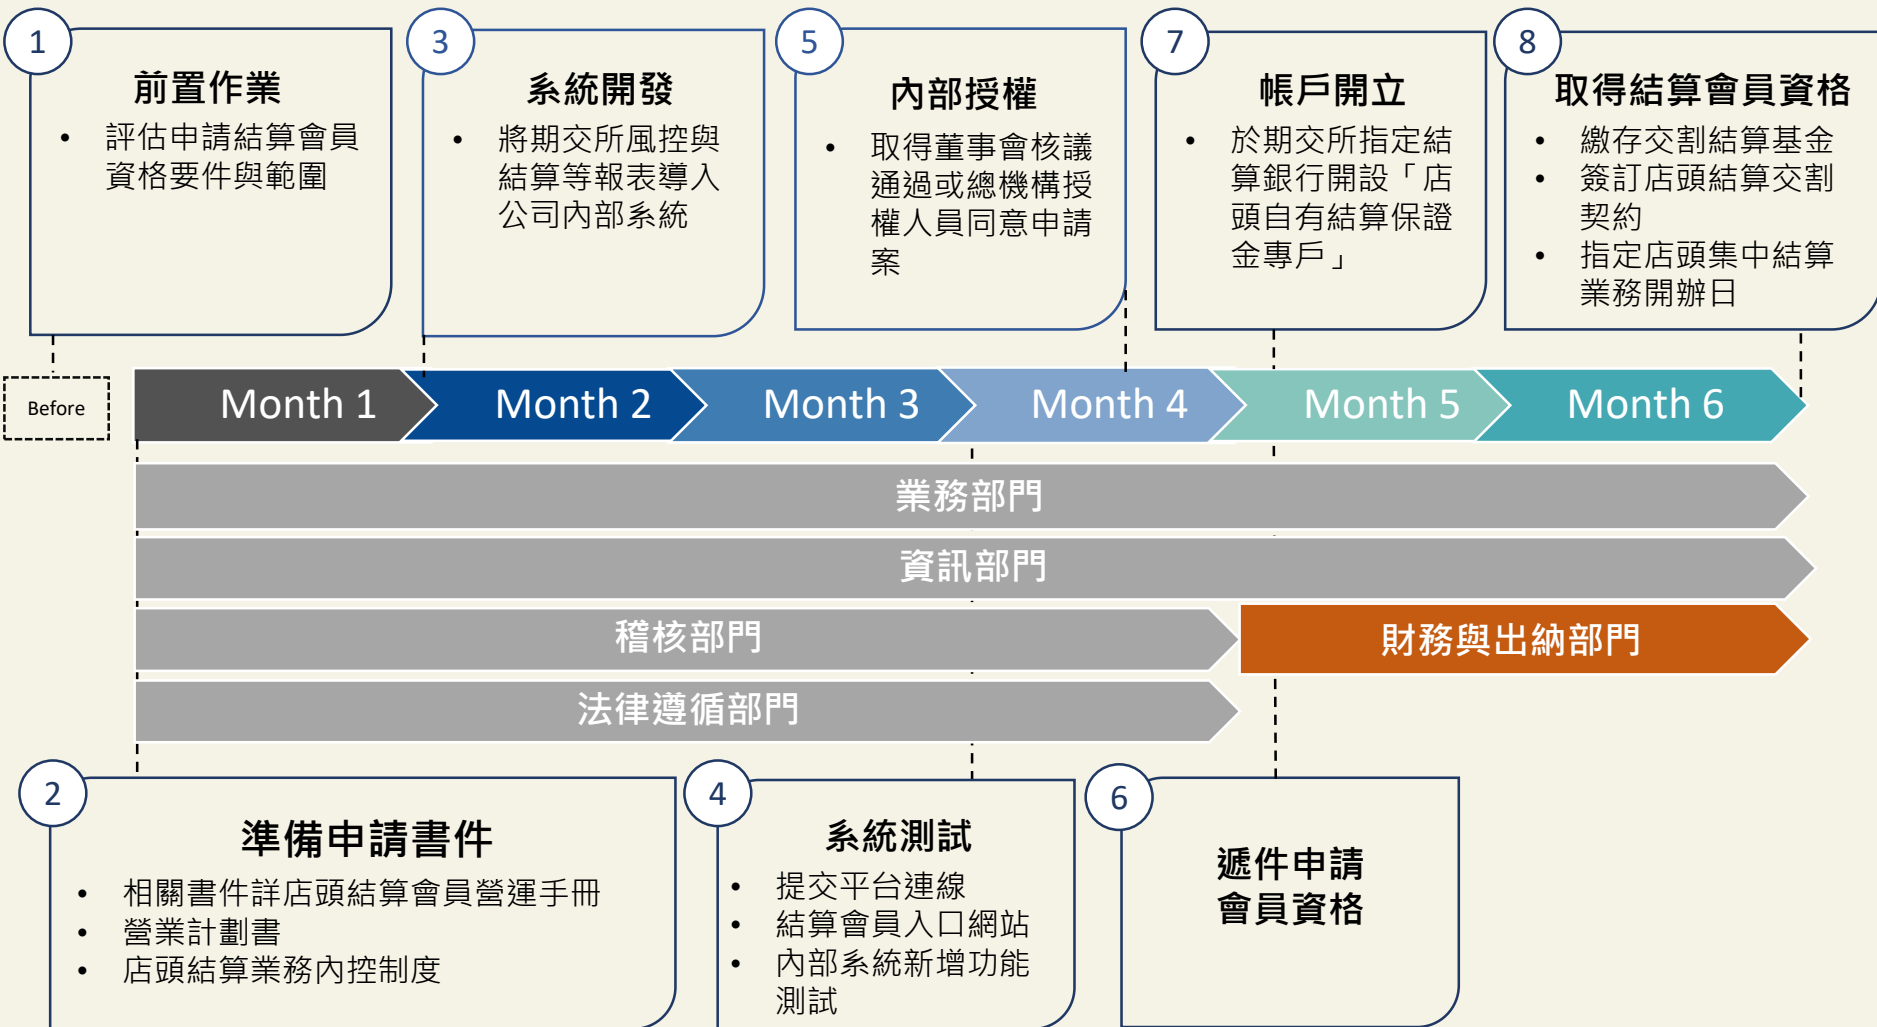 1
前置作業
• 評估申請結算會員
資格要件與範圍
3
系統開發
• 將期交所風控與
結算等報表導入
公司內部系統
5
內部授權
• 取得董事會核議
通過或總機構授
權人員同意申請
案
7
帳戶開立
• 於期交所指定結
算銀行開設「店
頭自有結算保證
金專戶」
8
取得結算會員資格
• 繳存交割結算基金
• 簽訂店頭結算交割
契約
• 指定店頭集中結算
業務開辦日
Before
Month 1
Month 2
Month 3
Month 4
Month 5
Month 6
業務部門
資訊部門
稽核部門
財務與出納部門
法律遵循部門
2
準備申請書件
• 相關書件詳店頭結算會員營運手冊
• 營業計劃書
• 店頭結算業務內控制度
4
系統測試
• 提交平台連線
• 結算會員入口網站
• 內部系統新增功能
測試
6
遞件申請
會員資格